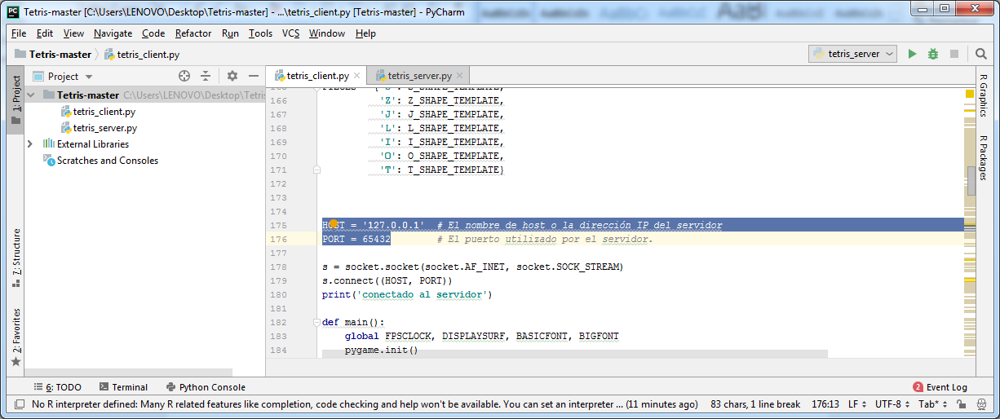 Tetris-master [C:\Users\LENOVO\Desktop\Tetris-master] - ...\tetris_client.py [Tetris-master] - PyCharm
File Edit View Navigate Code Refactor Run Tools VCS Window Help
Tetris-master tetris_client.py tetris_server
Project tetris_client.py tetris_server.py
1: Project
7: Structure
2: Favorites
Tetris-master C:\Users\LENOVO\Desktop\Tetris
tetris_client.py
tetris_server.py
External Libraries
Scratches and Consoles
166 'Z': Z_SHAPE_TEMPLATE,
167 'J': J_SHAPE_TEMPLATE,
168 'L': L_SHAPE_TEMPLATE,
169 'I': I_SHAPE_TEMPLATE,
170 'O': O_SHAPE_TEMPLATE,
171 'T': T_SHAPE_TEMPLATE}
172
173
174
175 HOST = '127.0.0.1' # El nombre de host o la dirección IP del servidor
176 PORT = 65432 # El puerto utilizado por el servidor.
177
178 s = socket.socket(socket.AF_INET, socket.SOCK_STREAM)
179 s.connect((HOST, PORT))
180 print('conectado al servidor')
181
182 def main():
183 global FPSCLOCK, DISPLAYSURF, BASICFONT, BIGFONT
184 pygame.init()
R Graphics
R Packages
6: TODO Terminal Python Console 2 Event Log
No R interpreter defined: Many R related features like completion, code checking and help won't be available. You can set an interpreter ... (11 minutes ago) 83 chars, 1 line break 176:13 LF UTF-8 Tab*